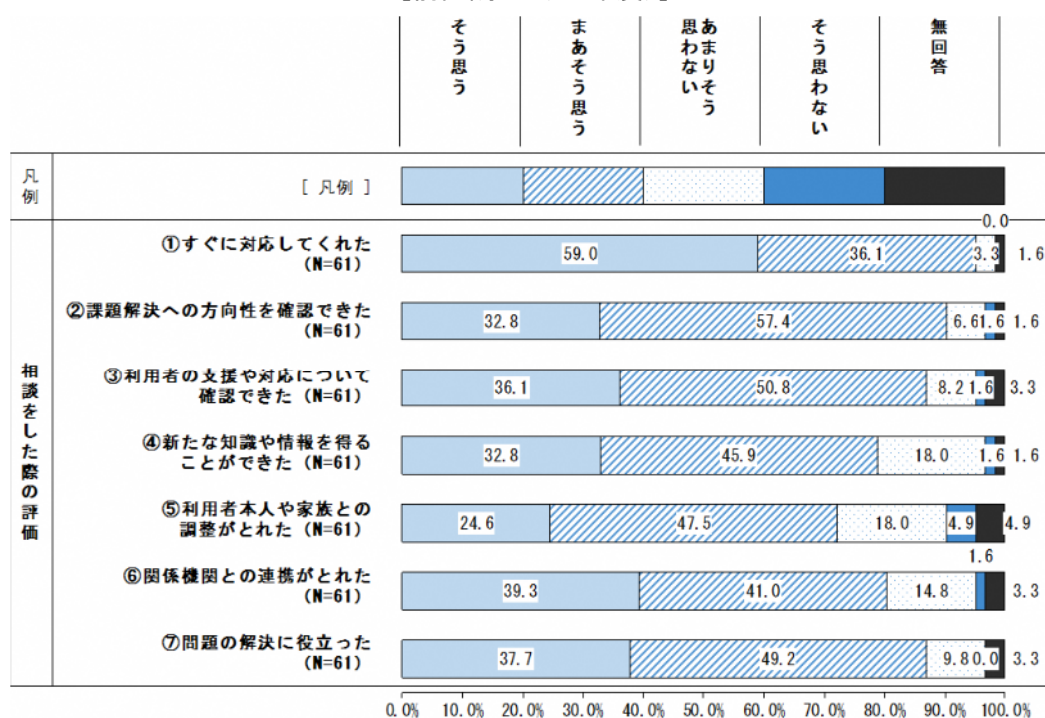 そう思う
まあそう思う
あまりそう
思わない
そう思わない
無回答
凡例
[ 凡例 ]
相談をした際の評価
0.0
①すぐに対応してくれた
(N=61)
59.0 36.1 3.3 1.6
②課題解決への方向性を確認できた
(N=61)
32.8 57.4 6.6 1.6 1.6
③利用者の支援や対応について
確認できた (N=61)
36.1 50.8 8.2 1.6 3.3
④新たな知識や情報を得る
ことができた (N=61)
32.8 45.9 18.0 1.6 1.6
⑤利用者本人や家族との
調整がとれた (N=61)
24.6 47.5 18.0 4.9 4.9
1.6
⑥関係機関との連携がとれた
(N=61)
39.3 41.0 14.8 3.3
⑦問題の解決に役立った
(N=61)
37.7 49.2 9.8 0.0 3.3
0.0% 10.0% 20.0% 30.0% 40.0% 50.0% 60.0% 70.0% 80.0% 90.0% 100.0%